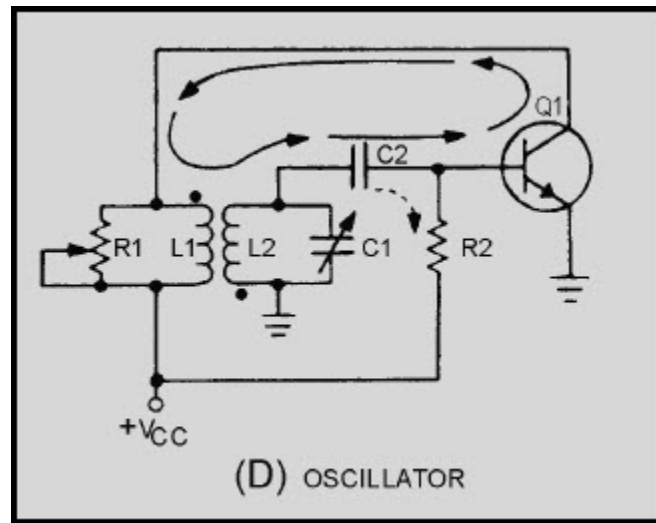 Q1
C2
R1
L1
L2
C1
R2
+VCC
(D) OSCILLATOR